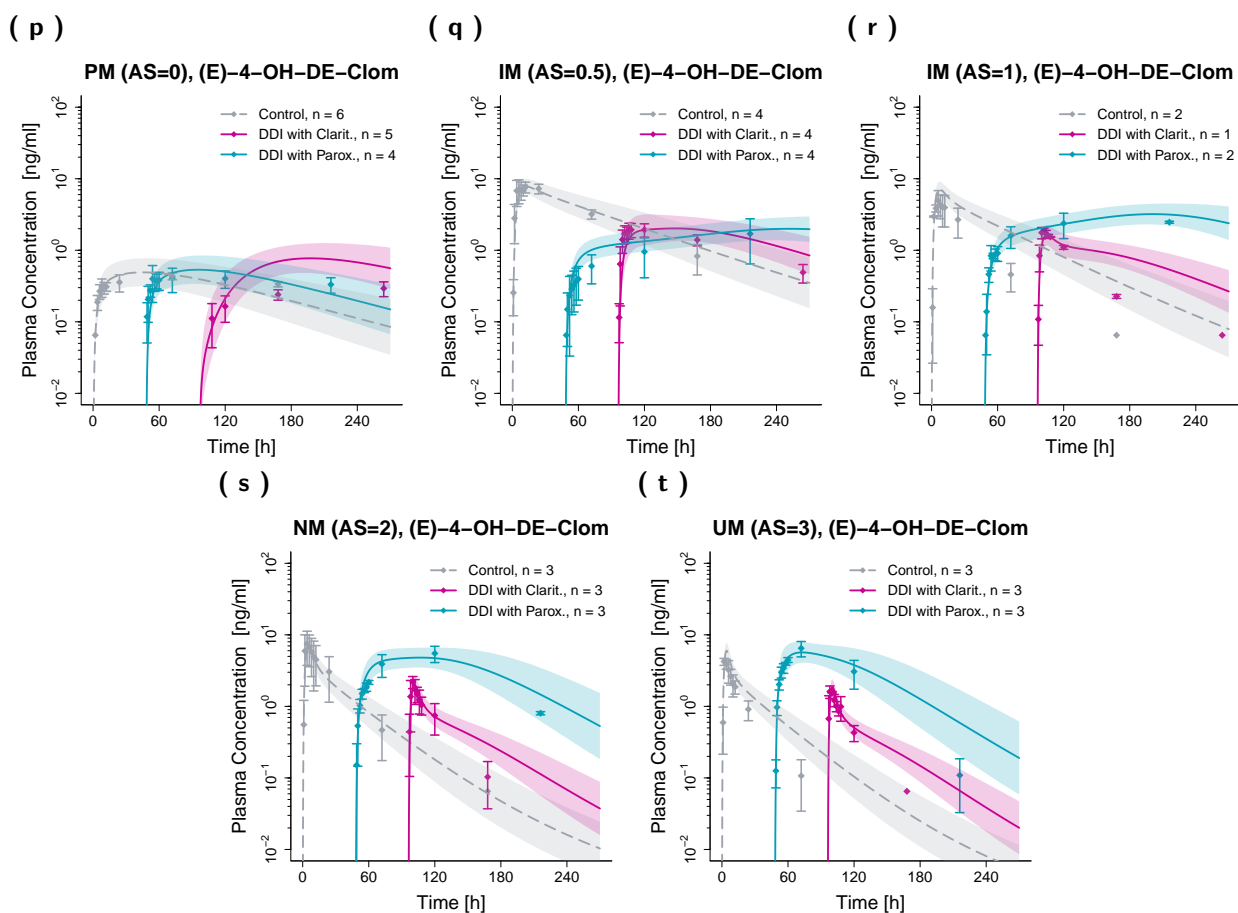 ( p )
( q )
( r )
PM (AS=0), (E)−4−OH−DE−Clom
IM (AS=0.5), (E)−4−OH−DE−Clom
IM (AS=1), (E)−4−OH−DE−Clom
Plasma Concentration [ng/ml]
10²
10¹
10⁰
10⁻¹
10⁻²
Control, n = 6
DDI with Clarit., n = 5
DDI with Parox., n = 4
0 60 120 180 240
Time [h]
Plasma Concentration [ng/ml]
10²
10¹
10⁰
10⁻¹
10⁻²
Control, n = 4
DDI with Clarit., n = 4
DDI with Parox., n = 4
0 60 120 180 240
Time [h]
Plasma Concentration [ng/ml]
10²
10¹
10⁰
10⁻¹
10⁻²
Control, n = 2
DDI with Clarit., n = 1
DDI with Parox., n = 2
0 60 120 180 240
Time [h]
( s )
( t )
NM (AS=2), (E)−4−OH−DE−Clom
UM (AS=3), (E)−4−OH−DE−Clom
Plasma Concentration [ng/ml]
10²
10¹
10⁰
10⁻¹
10⁻²
Control, n = 3
DDI with Clarit., n = 3
DDI with Parox., n = 3
0 60 120 180 240
Time [h]
Plasma Concentration [ng/ml]
10²
10¹
10⁰
10⁻¹
10⁻²
Control, n = 3
DDI with Clarit., n = 3
DDI with Parox., n = 3
0 60 120 180 240
Time [h]